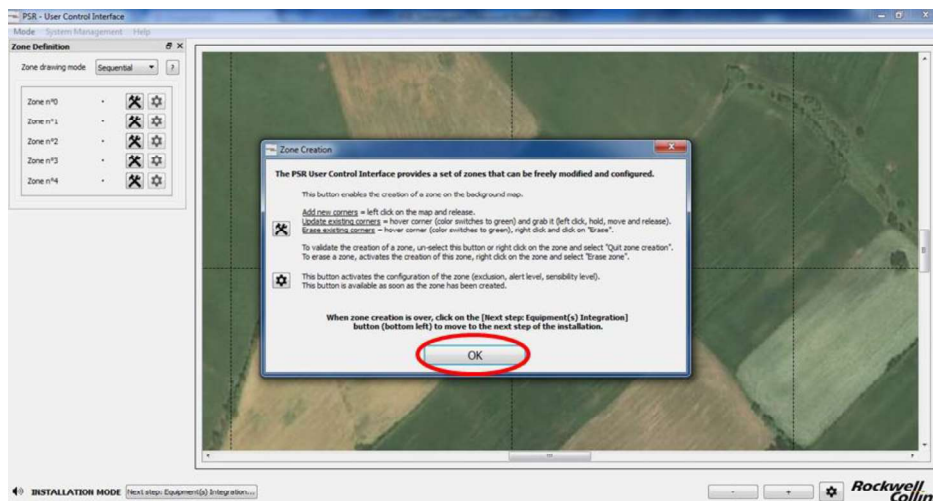 PSR - User Control Interface
Mode System Management Help
Zone Definition
Zone drawing mode Sequential ?
Zone n°0 -
Zone n°1 -
Zone n°2 -
Zone n°3 -
Zone n°4 -
Zone Creation
The PSR User Control Interface provides a set of zones that can be freely modified and configured.
This button enables the creation of a zone on the background map.
Add new corners = left click on the map and release.
Update existing corners = hover corner (color switches to green) and grab it (left click, hold, move and release).
Erase existing corners = hover corner (color switches to green), right click and click on "Erase".
To validate the creation of a zone, un-select this button or right click on the zone and select "Quit zone creation".
To erase a zone, activates the creation of this zone, right click on the zone and select "Erase zone".
This button activates the configuration of the zone (exclusion, alert level, sensibility level).
This button is available as soon as the zone has been created.
When zone creation is over, click on the [Next step: Equipment(s) Integration]
button (bottom left) to move to the next step of the installation.
OK
INSTALLATION MODE Next step: Equipment(s) Integration...
- +
Rockwell
Collin